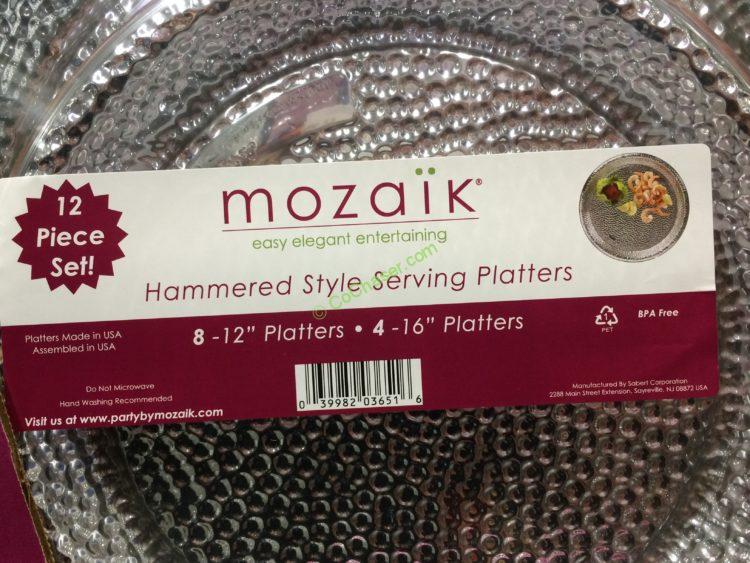 12
Piece
Set!
mozaïk®
easy elegant entertaining
Hammered Style Serving Platters
© CoChaser.com
8 -12” Platters • 4 -16” Platters
Platters Made in USA
Assembled in USA
1
PET
BPA Free
Do Not Microwave
Hand Washing Recommended
Visit us at www.partybymozaik.com
0 39982 03651 6
Manufactured By Sabert Corporation
2288 Main Street Extension, Sayreville, NJ 08872 USA